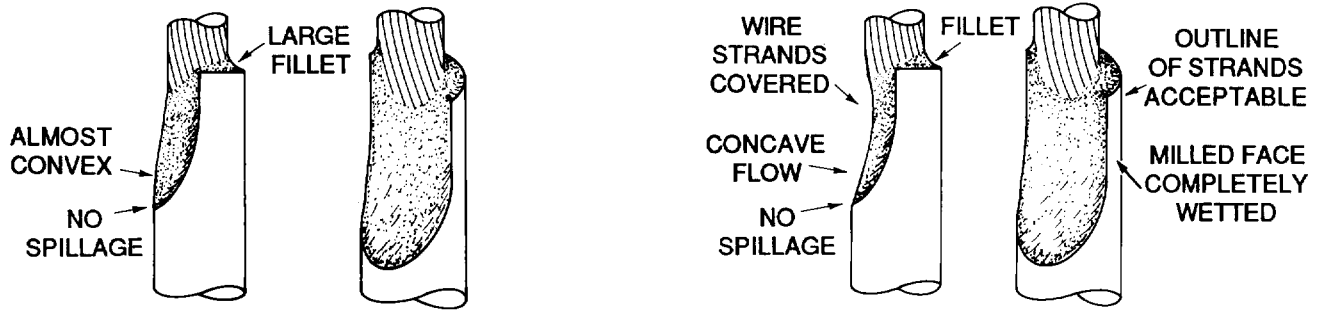 LARGE
FILLET
ALMOST
CONVEX
NO
SPILLAGE
WIRE
STRANDS
COVERED
FILLET
OUTLINE
OF STRANDS
ACCEPTABLE
CONCAVE
FLOW
MILLED FACE
COMPLETELY
WETTED
NO
SPILLAGE